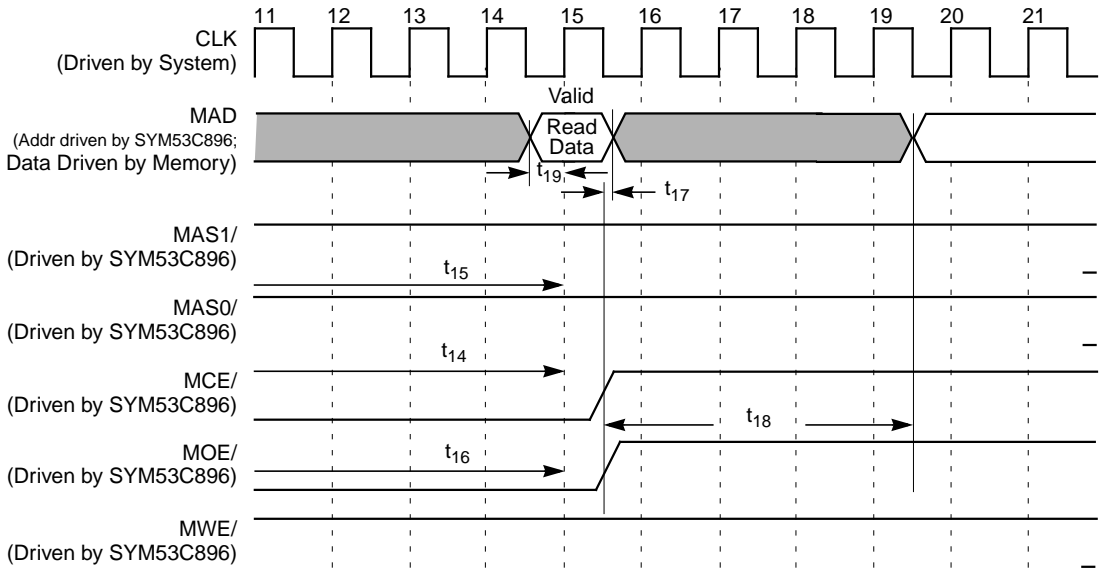 11 12 13 14 15 16 17 18 19 20 21
CLK
(Driven by System)
Valid
MAD
(Addr driven by SYM53C896;
Data Driven by Memory)
Read
Data
t19
t17
MAS1/
(Driven by SYM53C896)
t15
MAS0/
(Driven by SYM53C896)
t14
MCE/
(Driven by SYM53C896)
t18
MOE/
(Driven by SYM53C896)
t16
MWE/
(Driven by SYM53C896)